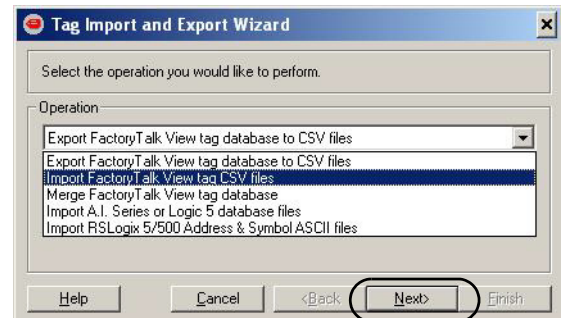 Tag Import and Export Wizard
Select the operation you would like to perform.
Operation
Export FactoryTalk View tag database to CSV files
Export FactoryTalk View tag database to CSV files
Import FactoryTalk View tag CSV files
Merge FactoryTalk View tag database
Import A.I. Series or Logic 5 database files
Import RSLogix 5/500 Address & Symbol ASCII files
Help Cancel <Back Next> Finish